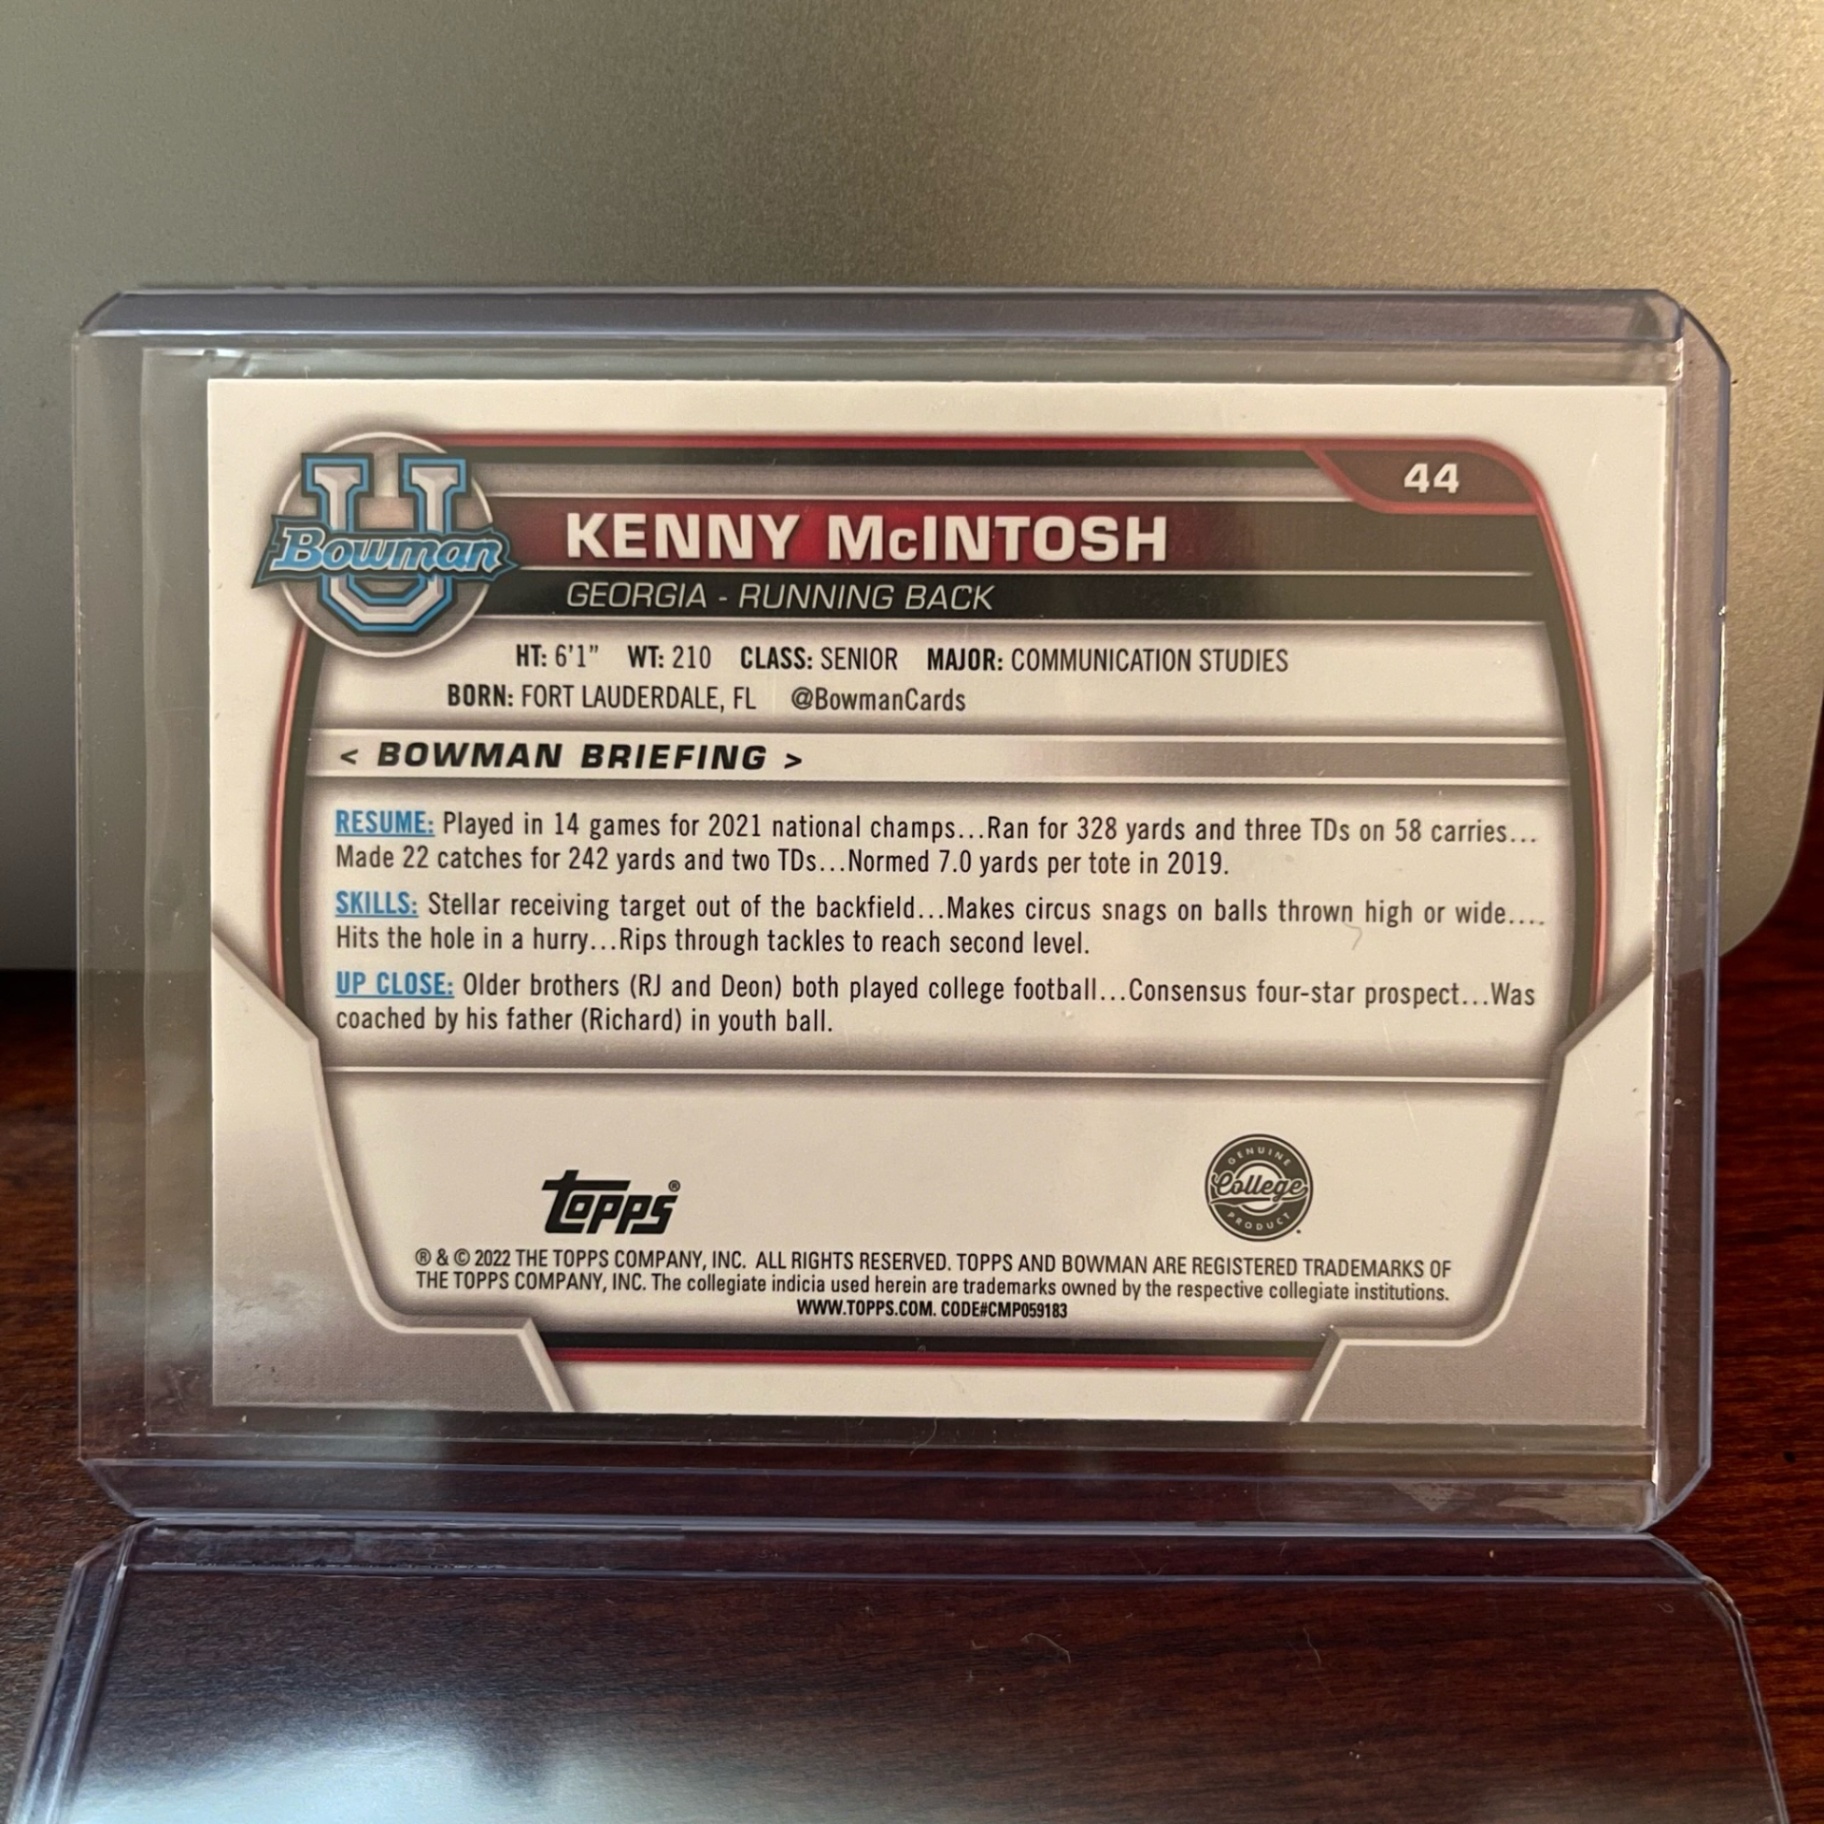 44
U
Bowman
KENNY McINTOSH
GEORGIA - RUNNING BACK
HT: 6'1" WT: 210 CLASS: SENIOR MAJOR: COMMUNICATION STUDIES
BORN: FORT LAUDERDALE, FL @BowmanCards
< BOWMAN BRIEFING >
RESUME: Played in 14 games for 2021 national champs...Ran for 328 yards and three TDs on 58 carries...
Made 22 catches for 242 yards and two TDs...Normed 7.0 yards per tote in 2019.
SKILLS: Stellar receiving target out of the backfield...Makes circus snags on balls thrown high or wide....
Hits the hole in a hurry...Rips through tackles to reach second level.
UP CLOSE: Older brothers (RJ and Deon) both played college football...Consensus four-star prospect...Was
coached by his father (Richard) in youth ball.
Topps®
GENUINE
College
PRODUCT
® & © 2022 THE TOPPS COMPANY, INC. ALL RIGHTS RESERVED. TOPPS AND BOWMAN ARE REGISTERED TRADEMARKS OF
THE TOPPS COMPANY, INC. The collegiate indicia used herein are trademarks owned by the respective collegiate institutions.
WWW.TOPPS.COM. CODE#CMP059183